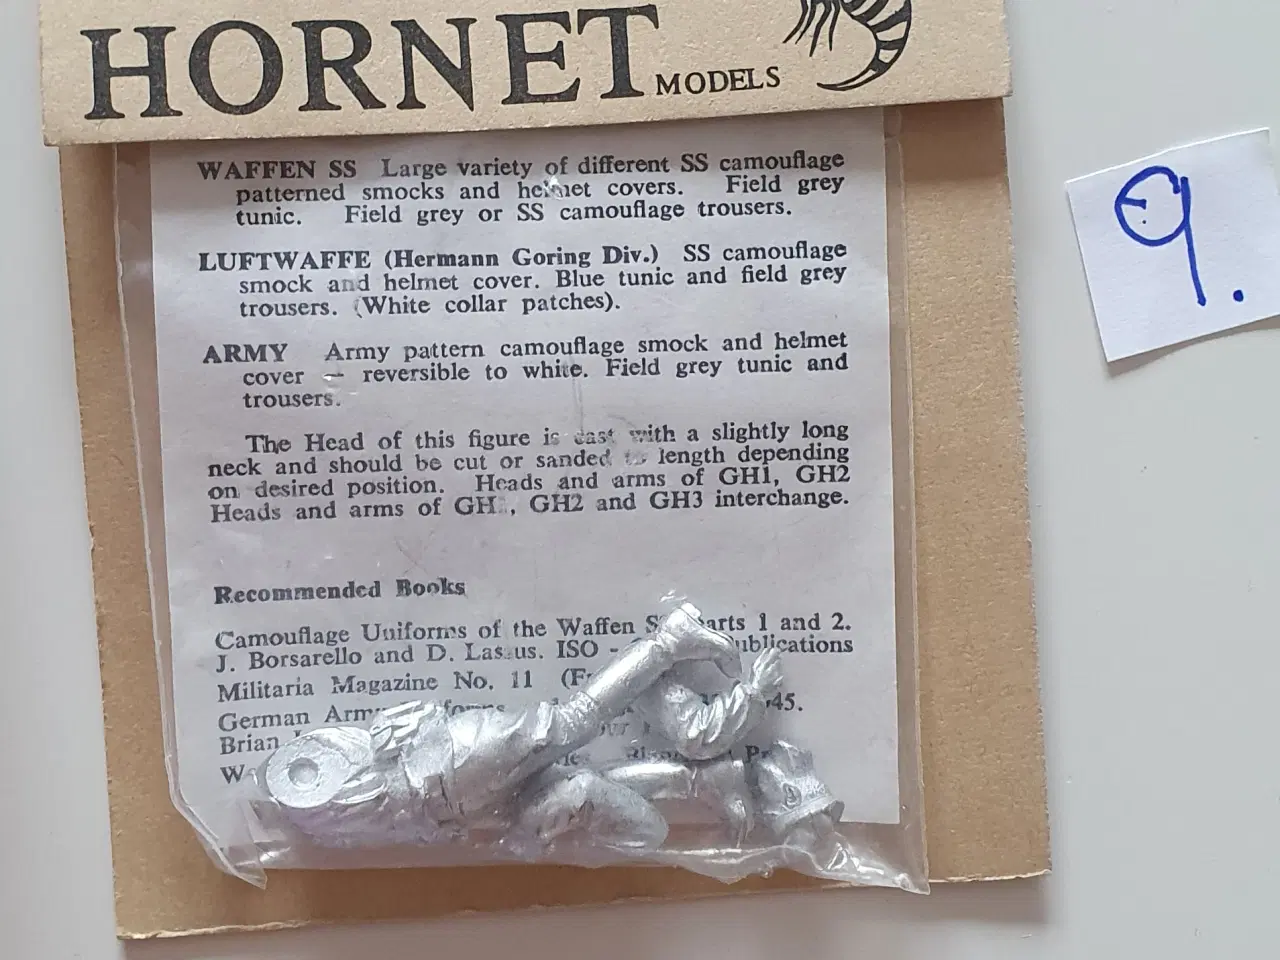 HORNET MODELS
WAFFEN SS Large variety of different SS camouflage
patterned smocks and helmet covers. Field grey
tunic. Field grey or SS camouflage trousers.
LUFTWAFFE (Hermann Goring Div.) SS camouflage
smock and helmet cover. Blue tunic and field grey
trousers. (White collar patches).
ARMY Army pattern camouflage smock and helmet
cover — reversible to white. Field grey tunic and
trousers.
The Head of this figure is cast with a slightly long
neck and should be cut or sanded to length depending
on desired position. Heads and arms of GH1, GH2
Heads and arms of GH , GH2 and GH3 interchange.
Recommended Books
Camouflage Uniforms of the Waffen SS Parts 1 and 2.
J. Borsarello and D. Lassus. ISO - Publications
Militaria Magazine No. 11
German Army 45.
Brian
9.